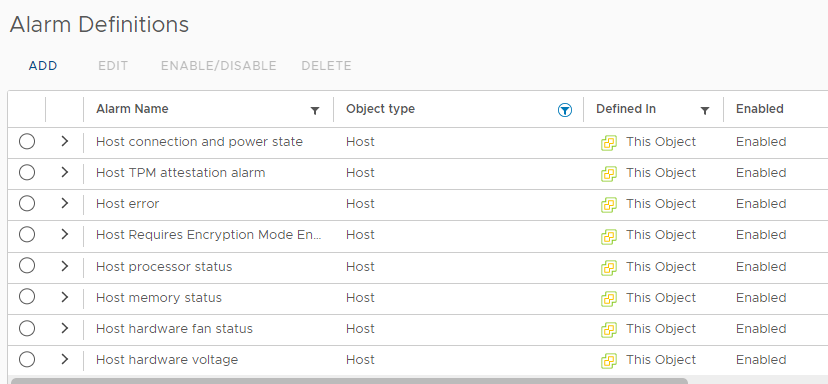 Alarm Definitions
ADD EDIT ENABLE/DISABLE DELETE
Alarm Name Object type Defined In Enabled
Host connection and power state Host This Object Enabled
Host TPM attestation alarm Host This Object Enabled
Host error Host This Object Enabled
Host Requires Encryption Mode En... Host This Object Enabled
Host processor status Host This Object Enabled
Host memory status Host This Object Enabled
Host hardware fan status Host This Object Enabled
Host hardware voltage Host This Object Enabled